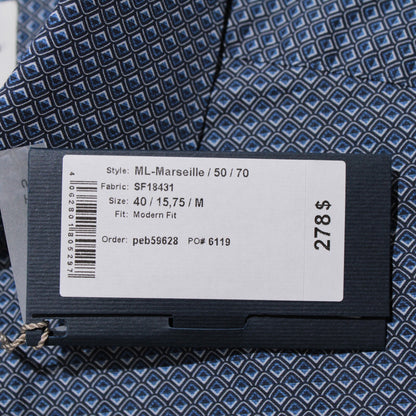 Style: ML-Marseille / 50 / 70
Fabric: SF18431
Size: 40 / 15,75 / M
Fit: Modern Fit
Order: peb59628 PO# 6119
278$